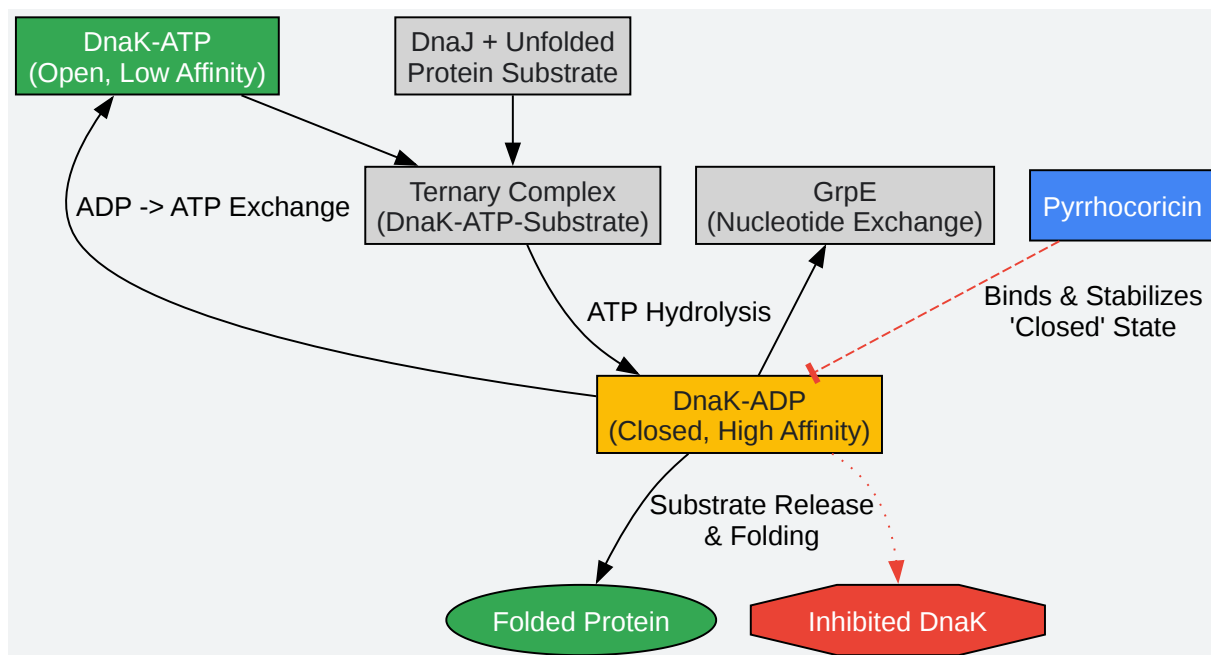 DnaK-ATP
(Open, Low Affinity)
DnaJ + Unfolded
Protein Substrate
Ternary Complex
(DnaK-ATP-Substrate)
GrpE
(Nucleotide Exchange)
Pyrrhocoricin
ADP -> ATP Exchange
ATP Hydrolysis
Binds & Stabilizes
'Closed' State
DnaK-ADP
(Closed, High Affinity)
Substrate Release
& Folding
Folded Protein
Inhibited DnaK